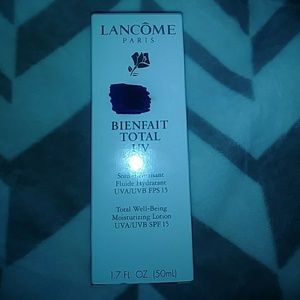 LANCÔME
PARIS
BIENFAIT
TOTAL
UV
Fluide Hydratant
UVA/UVB FPS 15
Total Well-Being
Moisturizing Lotion
UVA/UVB SPF 15
1.7 FL. OZ. (50mL)